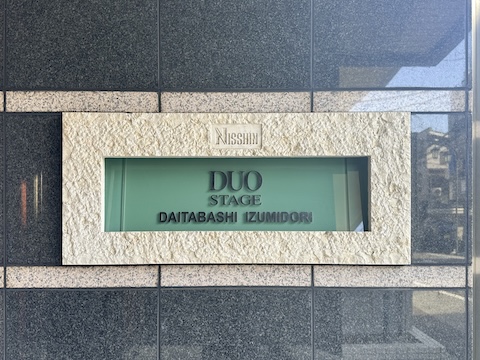 NISSHIN
DUO
STAGE
DAITABASHI IZUMIDORI